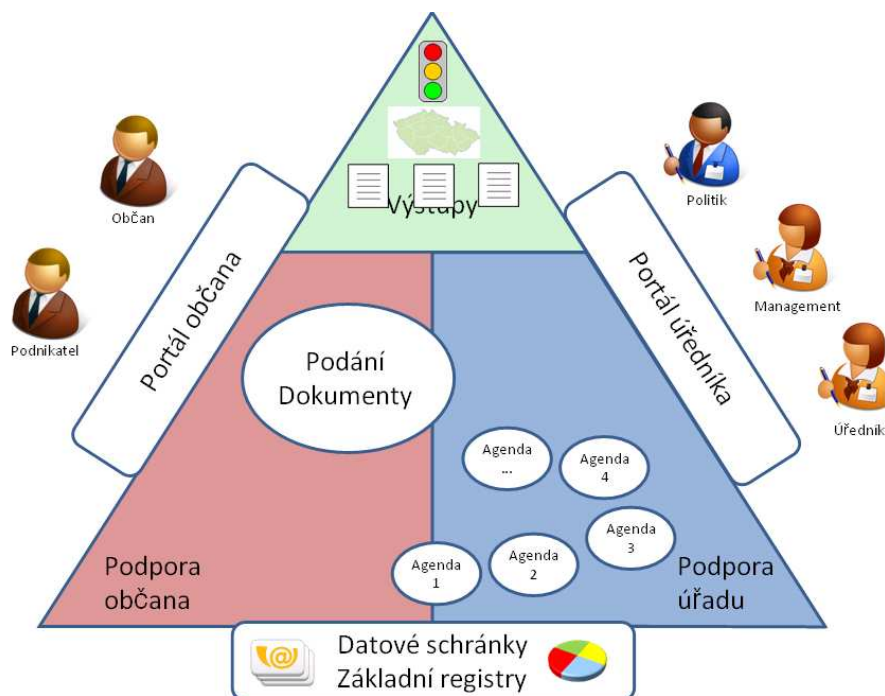 Občan
Podnikatel
Portál občana
Výstupy
Politik
Management
Úředník
Portál úředníka
Podání
Dokumenty
Agenda
...
Agenda
4
Agenda
3
Agenda
1
Agenda
2
Podpora
občana
Podpora
úřadu
Datové schránky
Základní registry